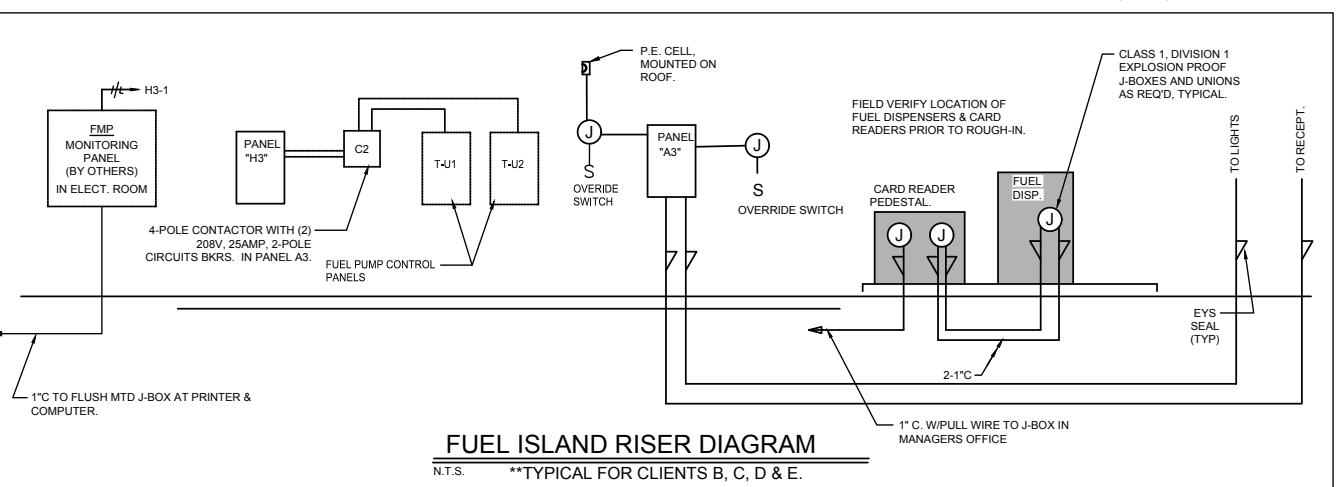 H3-1
FMP
MONITORING
PANEL
(BY OTHERS)
IN ELECT. ROOM
PANEL
"H3"
C2
T-U1
T-U2
4-POLE CONTACTOR WITH (2)
208V, 25AMP, 2-POLE
CIRCUITS BKRS. IN PANEL A3.
FUEL PUMP CONTROL
PANELS
P.E. CELL,
MOUNTED ON
ROOF.
J
S
OVERIDE
SWITCH
PANEL
"A3"
J
S
OVERRIDE SWITCH
FIELD VERIFY LOCATION OF
FUEL DISPENSERS & CARD
READERS PRIOR TO ROUGH-IN.
CARD READER
PEDESTAL.
J
J
FUEL
DISP.
J
CLASS 1, DIVISION 1
EXPLOSION PROOF
J-BOXES AND UNIONS
AS REQ'D, TYPICAL.
TO LIGHTS
TO RECEPT.
EYS
SEAL
(TYP)
2-1"C
1"C TO FLUSH MTD J-BOX AT PRINTER &
COMPUTER.
1" C. W/PULL WIRE TO J-BOX IN
MANAGERS OFFICE
FUEL ISLAND RISER DIAGRAM
N.T.S. **TYPICAL FOR CLIENTS B, C, D & E.